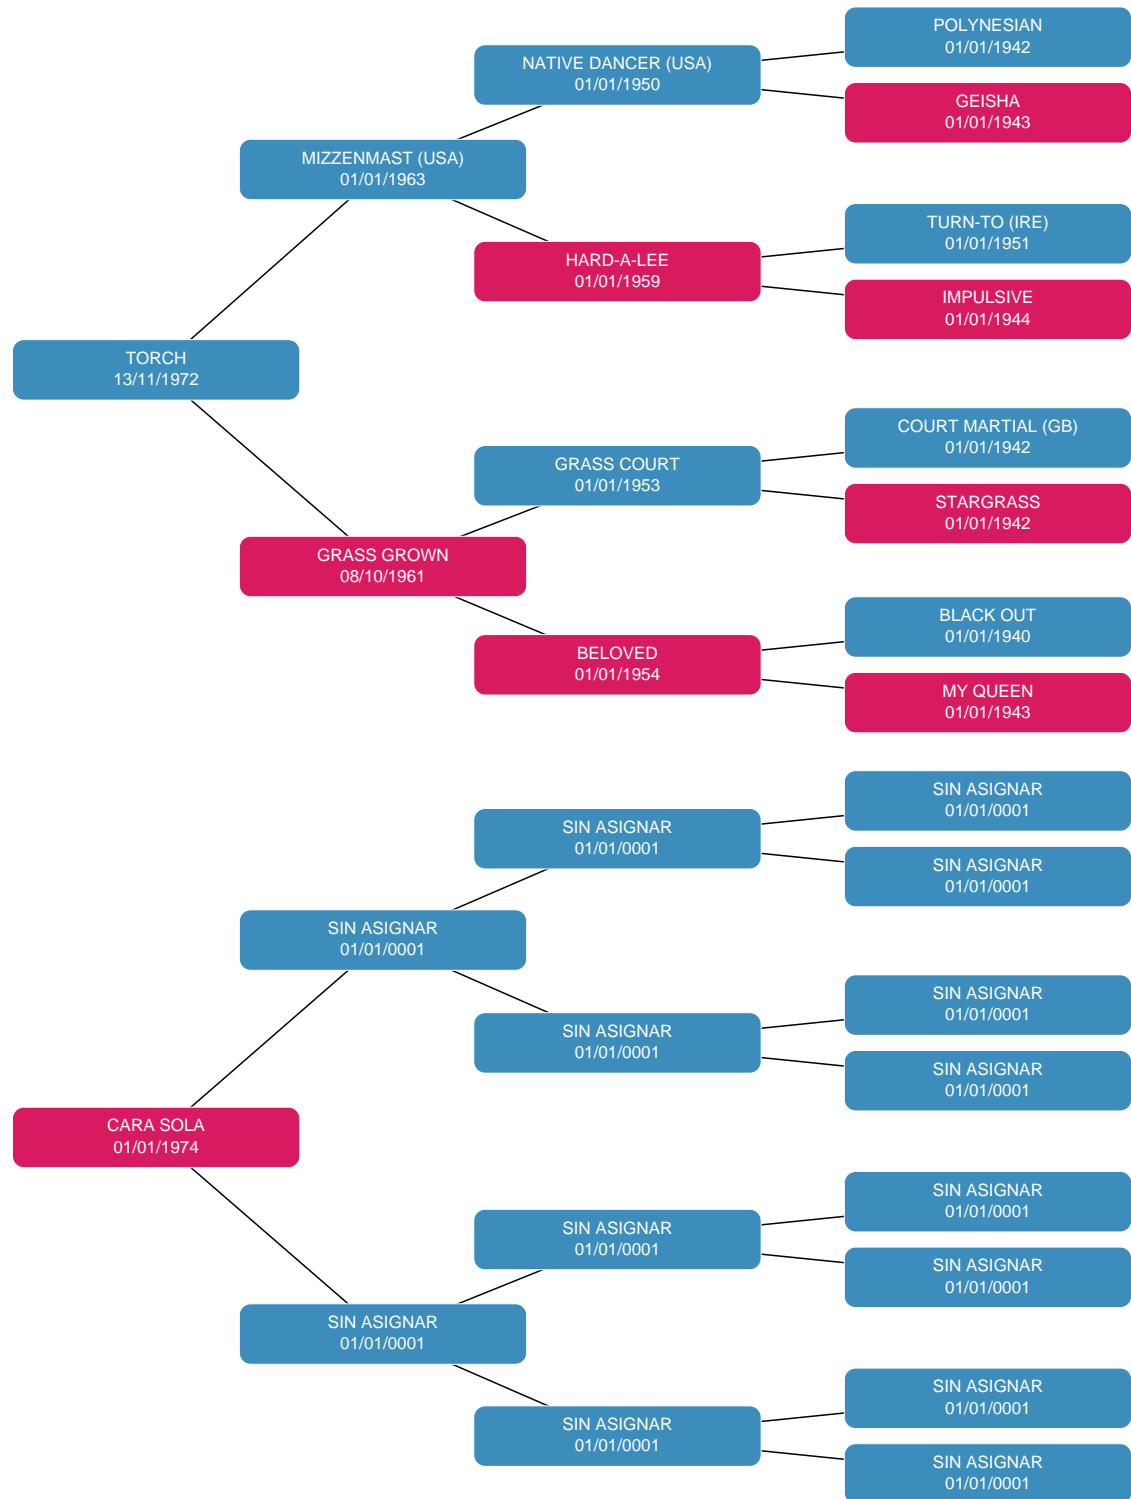 POLYNESIAN
01/01/1942
NATIVE DANCER (USA)
01/01/1950
GEISHA
01/01/1943
MIZZENMAST (USA)
01/01/1963
TURN-TO (IRE)
01/01/1951
HARD-A-LEE
01/01/1959
IMPULSIVE
01/01/1944
TORCH
13/11/1972
COURT MARTIAL (GB)
01/01/1942
GRASS COURT
01/01/1953
STARGRASS
01/01/1942
GRASS GROWN
08/10/1961
BLACK OUT
01/01/1940
BELOVED
01/01/1954
MY QUEEN
01/01/1943
SIN ASIGNAR
01/01/0001
SIN ASIGNAR
01/01/0001
SIN ASIGNAR
01/01/0001
SIN ASIGNAR
01/01/0001
SIN ASIGNAR
01/01/0001
SIN ASIGNAR
01/01/0001
SIN ASIGNAR
01/01/0001
CARA SOLA
01/01/1974
SIN ASIGNAR
01/01/0001
SIN ASIGNAR
01/01/0001
SIN ASIGNAR
01/01/0001
SIN ASIGNAR
01/01/0001
SIN ASIGNAR
01/01/0001
SIN ASIGNAR
01/01/0001
SIN ASIGNAR
01/01/0001